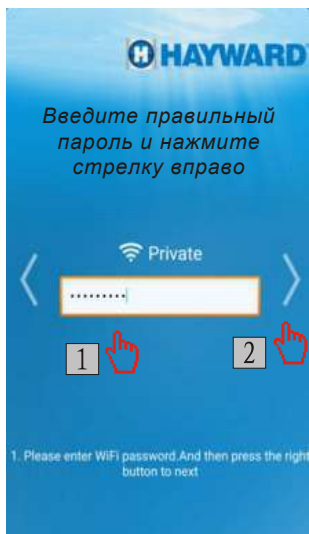 HAYWARD
Введите правильный
пароль и нажмите
стрелку вправо
Private
.........
1
2
1. Please enter WiFi password.And then press the right
button to next